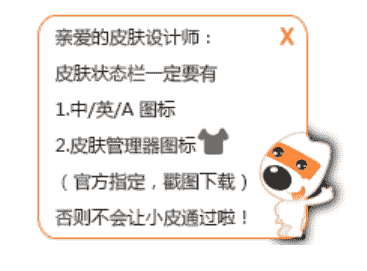 亲爱的皮肤设计师：
X
皮肤状态栏一定要有
1.中/英/A 图标
2.皮肤管理器图标
（官方指定，戳图下载）
否则不会让小皮通过啦！